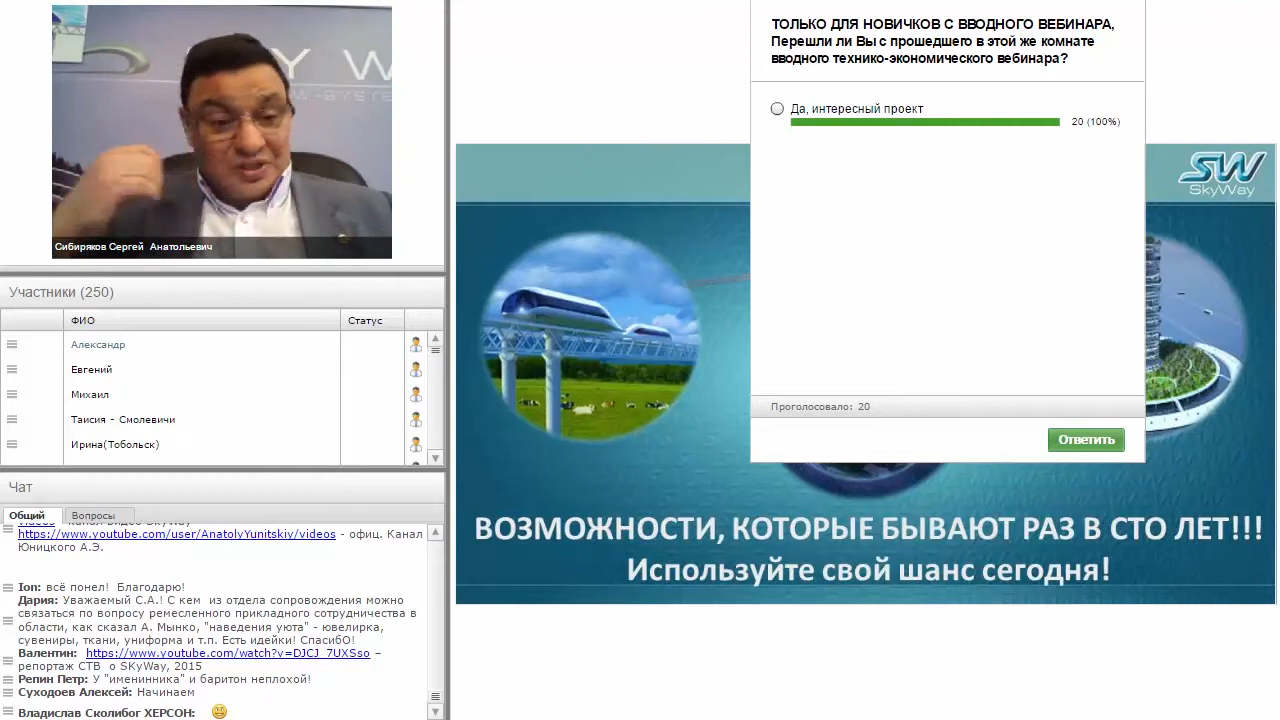 SKY W
Сибиряков Сергей Анатольевич
Участники (250)
ФИО
Статус
Александр
Евгений
Михаил
Таисия - Смолевичи
Ирина(Тобольск)
Чат
Общий
Вопросы
https://www.youtube.com/user/AnatolyYunitskiy/videos - офиц. Канал
Юницкого А.Э.
Ion: всё понел! Благодарю!
Дария: Уважаемый С.А.! С кем из отдела сопровождения можно
связаться по вопросу ремесленного прикладного сотрудничества в
области, как сказал А. Мынко, "наведения уюта" - ювелирка,
сувениры, ткани, униформа и т.п. Есть идейки! СпасибО!
Валентин: https://www.youtube.com/watch?v=DJCJ_7UXSso –
репортаж СТВ о SKyWay, 2015
Репин Петр: У "именинника" и баритон неплохой!
Суходоев Алексей: Начинаем
Владислав Сколибог ХЕРСОН:
ТОЛЬКО ДЛЯ НОВИЧКОВ С ВВОДНОГО ВЕБИНАРА,
Перешли ли Вы с прошедшего в этой же комнате
вводного технико-экономического вебинара?
Да, интересный проект
20 (100%)
Проголосовало: 20
Ответить
SW
SkyWay
ВОЗМОЖНОСТИ, КОТОРЫЕ БЫВАЮТ РАЗ В СТО ЛЕТ!!!
Используйте свой шанс сегодня!